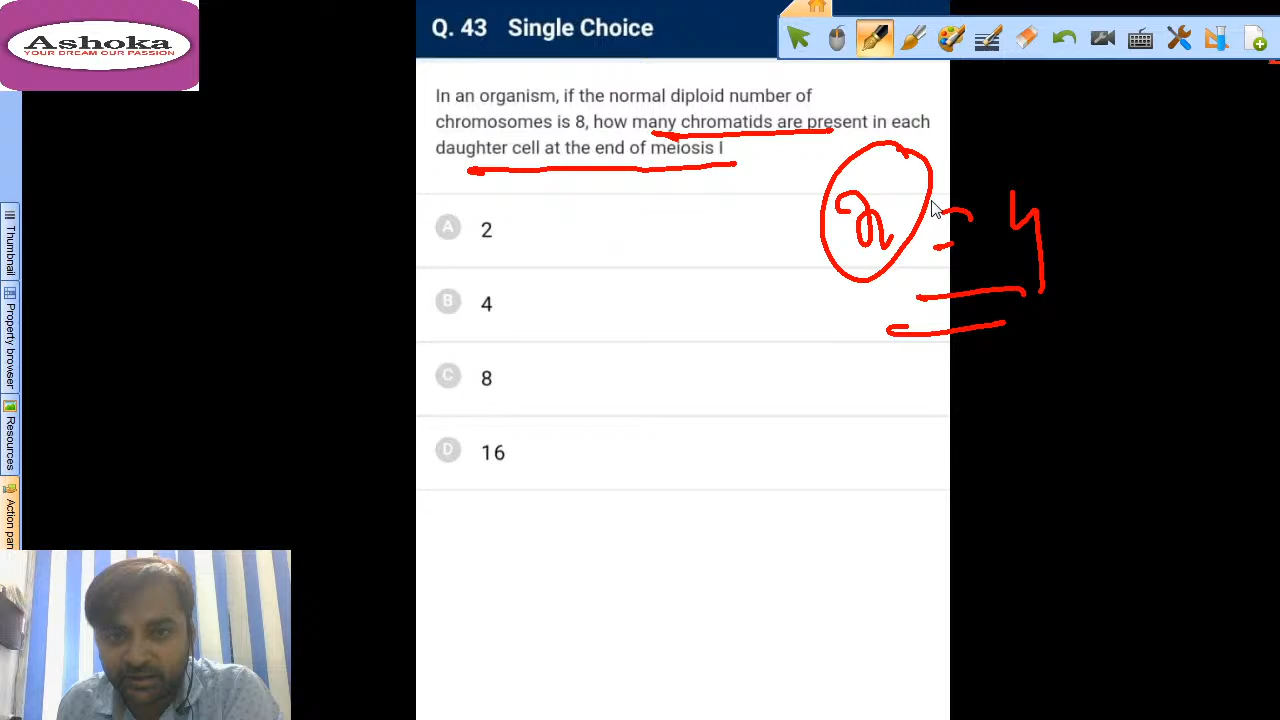 Ashoka
YOUR DREAM OUR PASSION
Q. 43 Single Choice
In an organism, if the normal diploid number of
chromosomes is 8, how many chromatids are present in each
daughter cell at the end of meiosis I
A 2
B 4
C 8
D 16
n = 4
Thumbnail
Property browser
Resources
Action pan